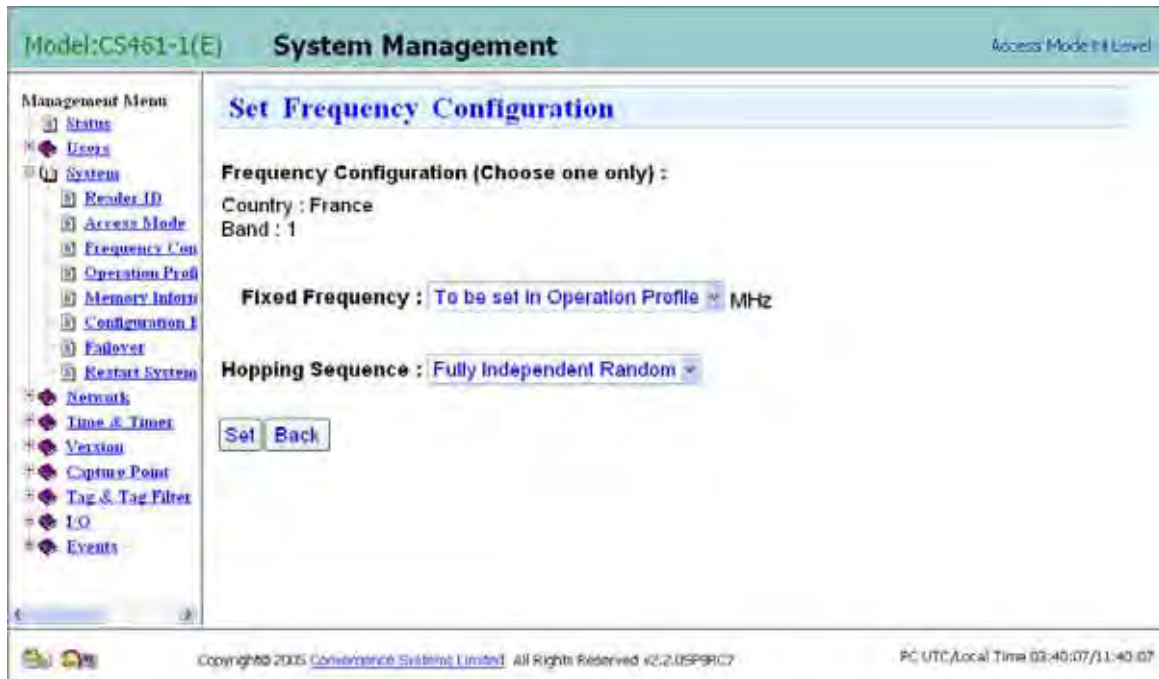 Model:CS461-1(E) System Management
Management Menu
Status
Users
System
Reader ID
Access Mode
Frequency Con
Operation Profi
Memory Inform
Configuration
Failover
Restart System
Network
Time & Timer
Version
Capture Point
Tag & Tag Filter
I/O
Events
Set Frequency Configuration
Frequency Configuration (Choose one only) :
Country : France
Band : 1
Fixed Frequency : To be set in Operation Profile MHz
Hopping Sequence : Fully Independent Random
Set Back
Copyright© 2005 Convergence Systems Limited All Rights Reserved
PC UTC/Local Time 03:40:07/11:40:07